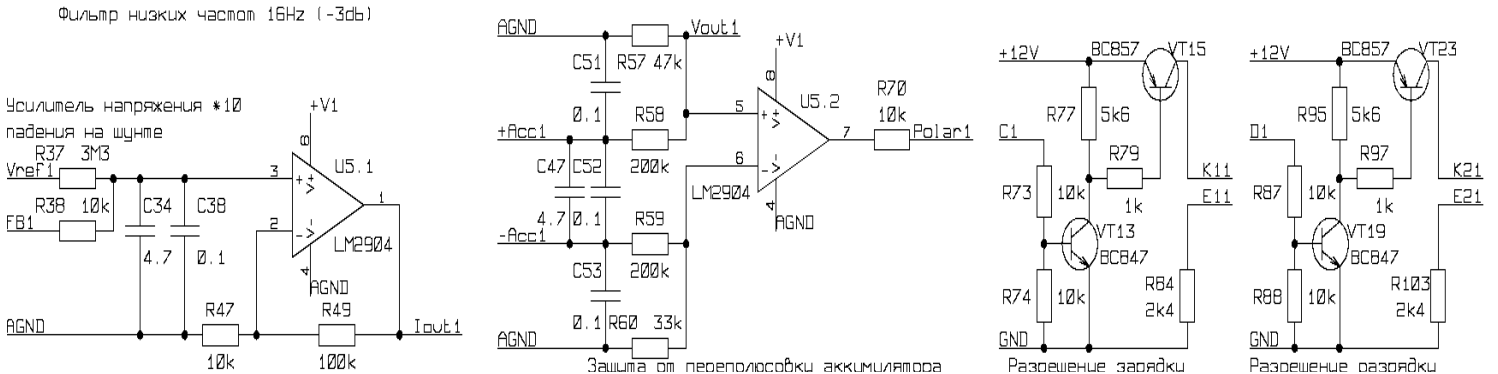 Фильтр низких частот 16Hz (-3db)
Усилитель напряжения *10
падения на шунте
R37 3M3
Vref1
R38 10k
FB1
C34
4.7
C38
0.1
+V1
8
3
2
1
4
U5.1
LM2904
AGND
AGND
R47
10k
R49
100k
Iout1
AGND
C51
0.1
R57 47k
Vout1
+V1
8
U5.2
+Acc1
R58
200k
5
6
7
R70
10k
Polar1
C47
4.7
C52
0.1
LM2904
4
AGND
-Acc1
R59
200k
C53
0.1
R60 33k
AGND
Защита от переполюсовки аккумулятора
+12V
BC857
VT15
R77
5k6
C1
R79
1k
K11
R73
10k
E11
VT13
BC847
R74
10k
R84
2k4
GND
Разрешение зарядки
+12V
BC857
VT23
R95
5k6
D1
R97
1k
K21
R87
10k
E21
VT19
BC847
R88
10k
R103
2k4
GND
Разрешение разрядки